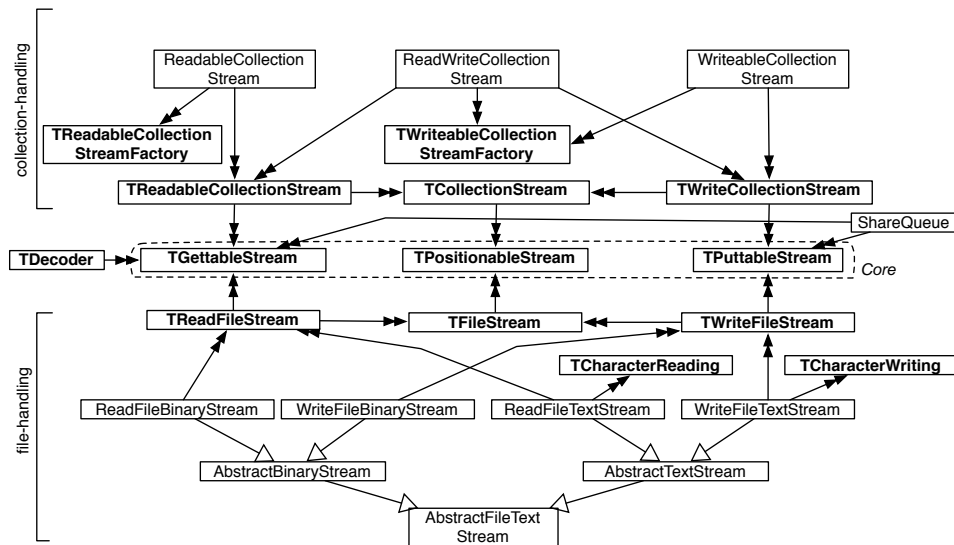 collection-handling
ReadableCollection
Stream
ReadWriteCollection
Stream
WriteableCollection
Stream
TReadableCollection
StreamFactory
TWriteableCollection
StreamFactory
TReadableCollectionStream
TCollectionStream
TWriteCollectionStream
ShareQueue
TDecoder
TGettableStream
TPositionableStream
TPuttableStream
Core
file-handling
TReadFileStream
TFileStream
TWriteFileStream
TCharacterReading
TCharacterWriting
ReadFileBinaryStream
WriteFileBinaryStream
ReadFileTextStream
WriteFileTextStream
AbstractBinaryStream
AbstractTextStream
AbstractFileText
Stream